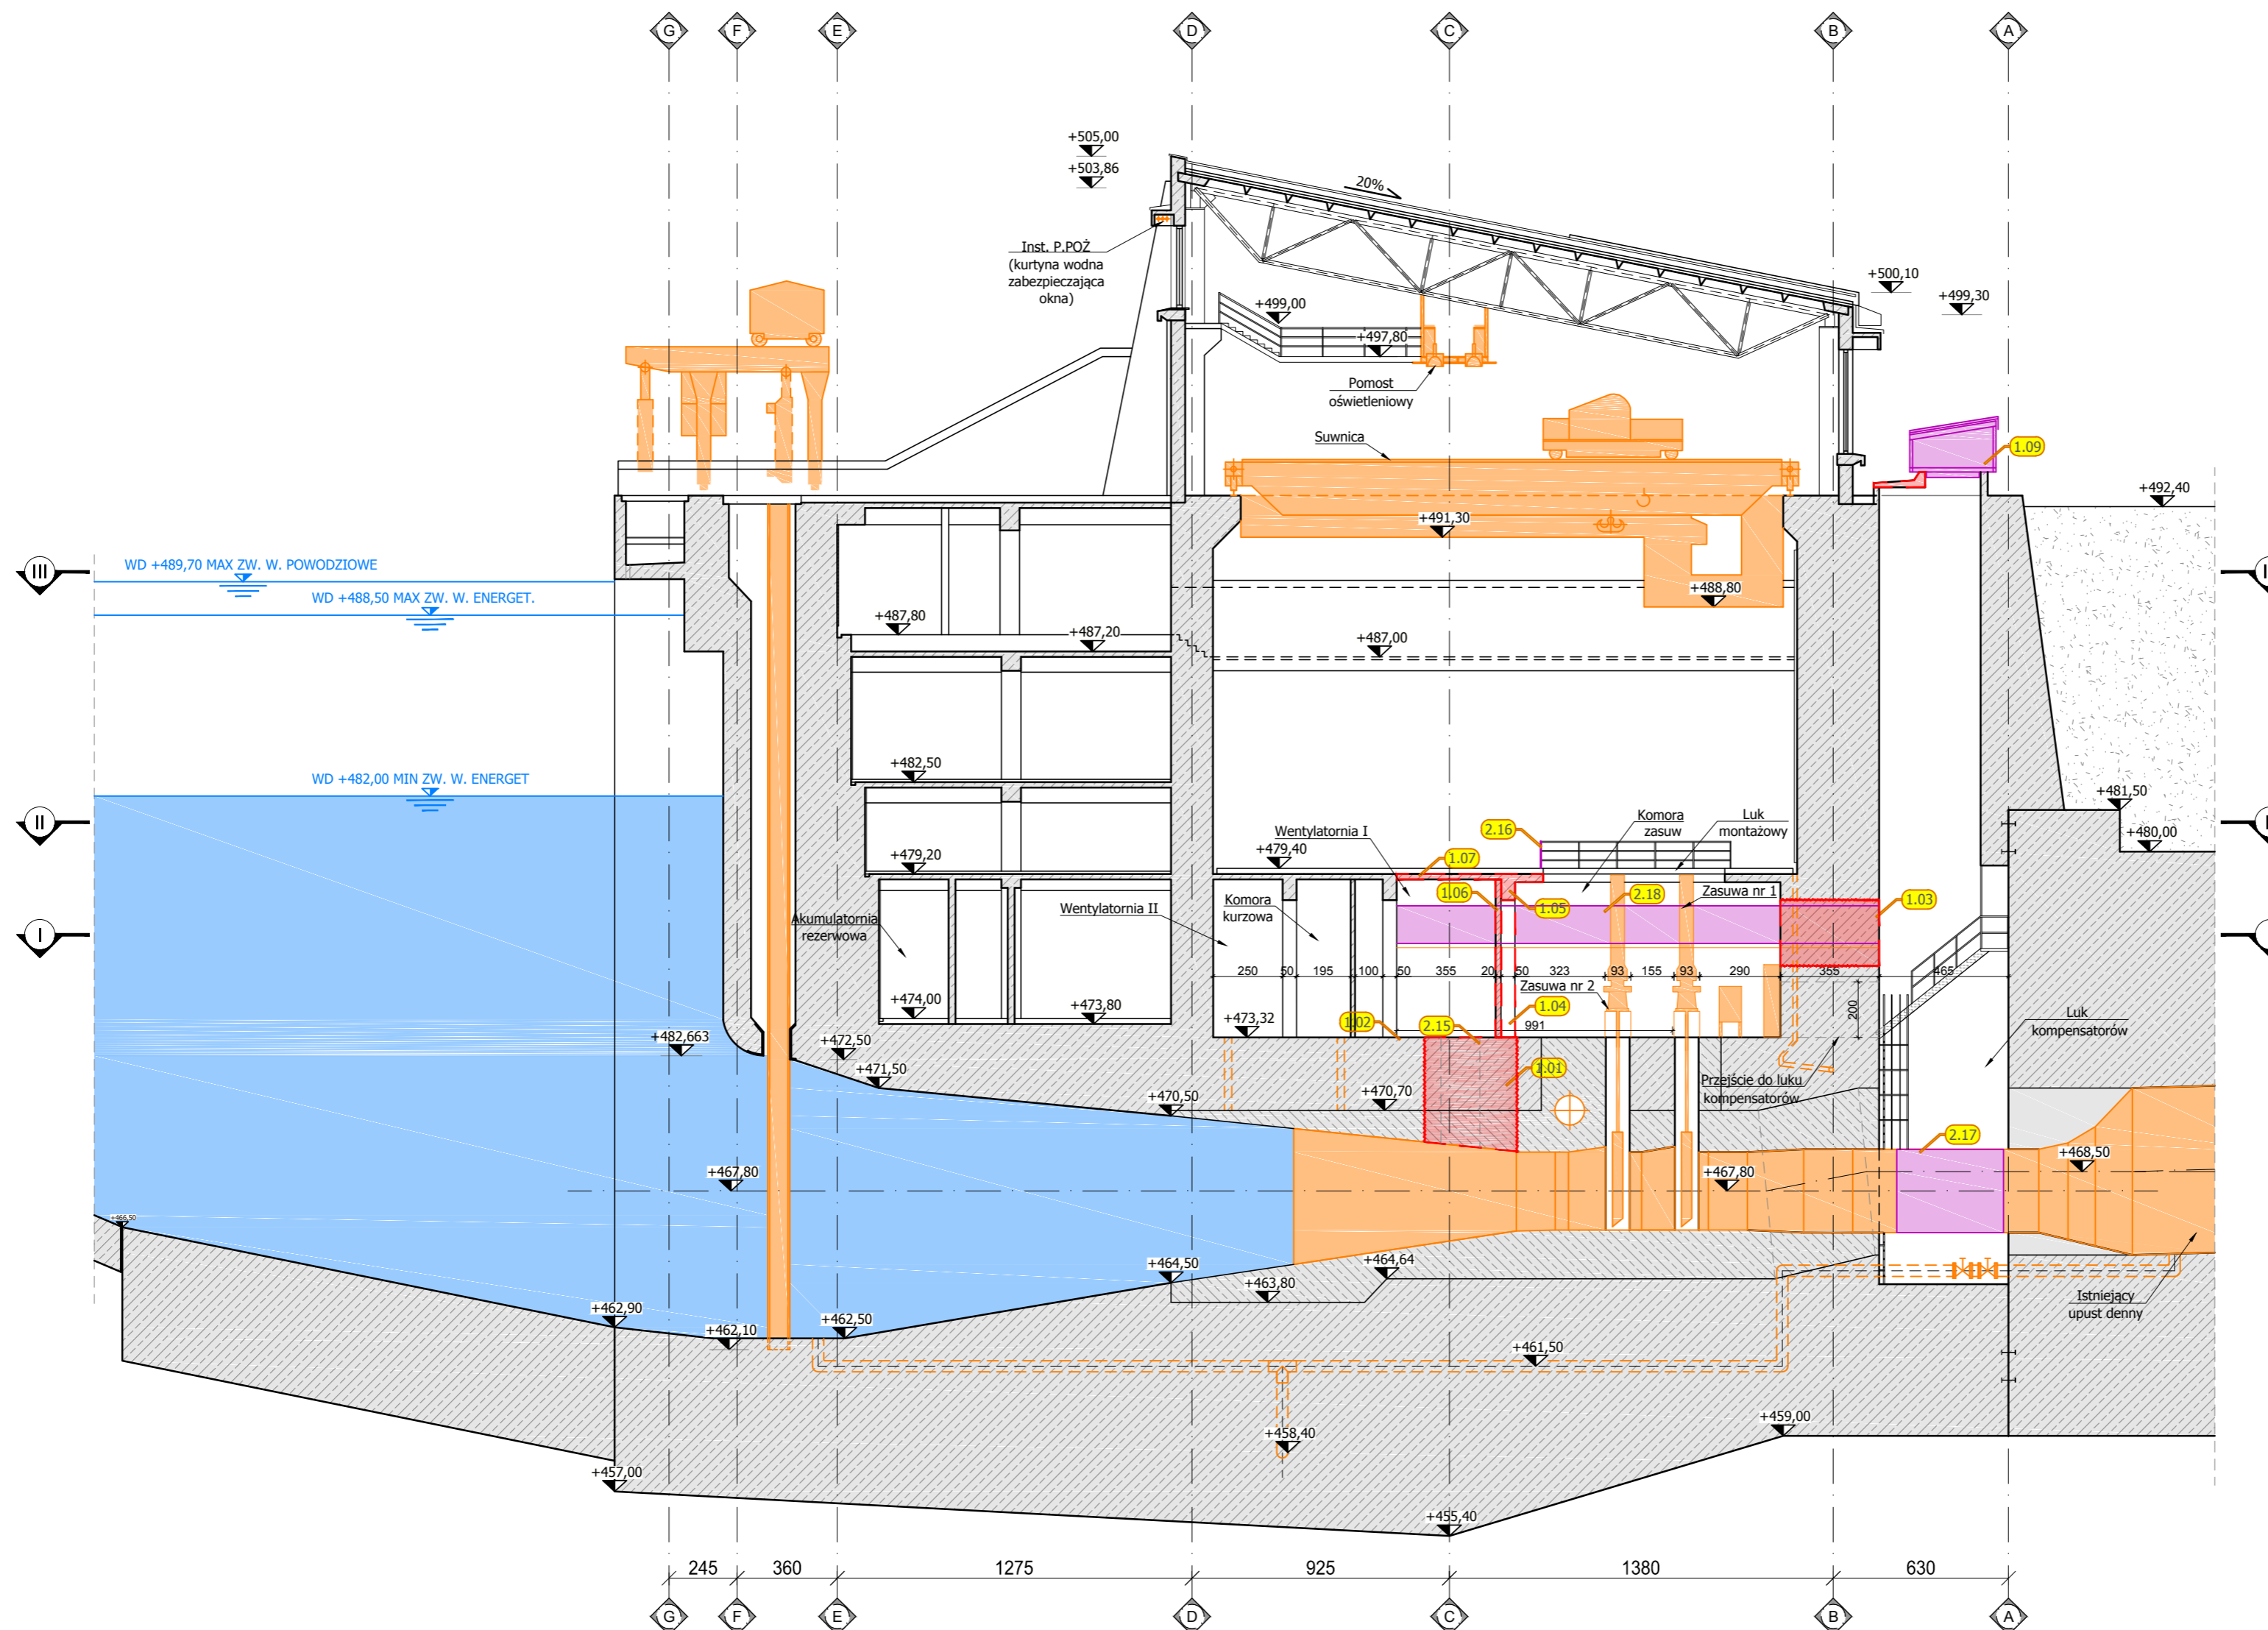 G F E D C B A
+505,00
+503,86
20%
Inst. P.POŻ
(kurtyna wodna
zabezpieczająca
okna)
+500,10
+499,30
+499,00
+497,80
Pomost
oświetleniowy
Suwnica
1.09
+492,40
+491,30
III
WD +489,70 MAX ZW. W. POWODZIOWE
WD +488,50 MAX ZW. W. ENERGET.
+488,80
+487,80
+487,20
+487,00
+482,50
WD +482,00 MIN ZW. W. ENERGET
+481,50
+480,00
II
Wentylatornia I
2.16
Komora
zasuw
Luk
montażowy
+479,20
+479,40
1.07
1.06
1.05
2.18
Zasuwa nr 1
1.03
I
Akumulatornia
rezerwowa
Wentylatornia II
Komora
kurzowa
250 50 195 100 50 355 20 50 323 93 155 93 290 355 465
Zasuwa nr 2
200
+474,00
+473,80
+473,32
1.02
2.15
1.04
991
Luk
kompensatorów
+482,663
+472,50
+471,50
1.01
Przejście do luku
kompensatorów
+470,50
+470,70
2.17
+468,50
+467,80
+467,80
+466,50
+464,50
+464,64
+463,80
Istniejący
upust denny
+462,90
+462,10
+462,50
+461,50
+458,40
+459,00
+457,00
+455,40
245 360 1275 925 1380 630
G F E D C B A